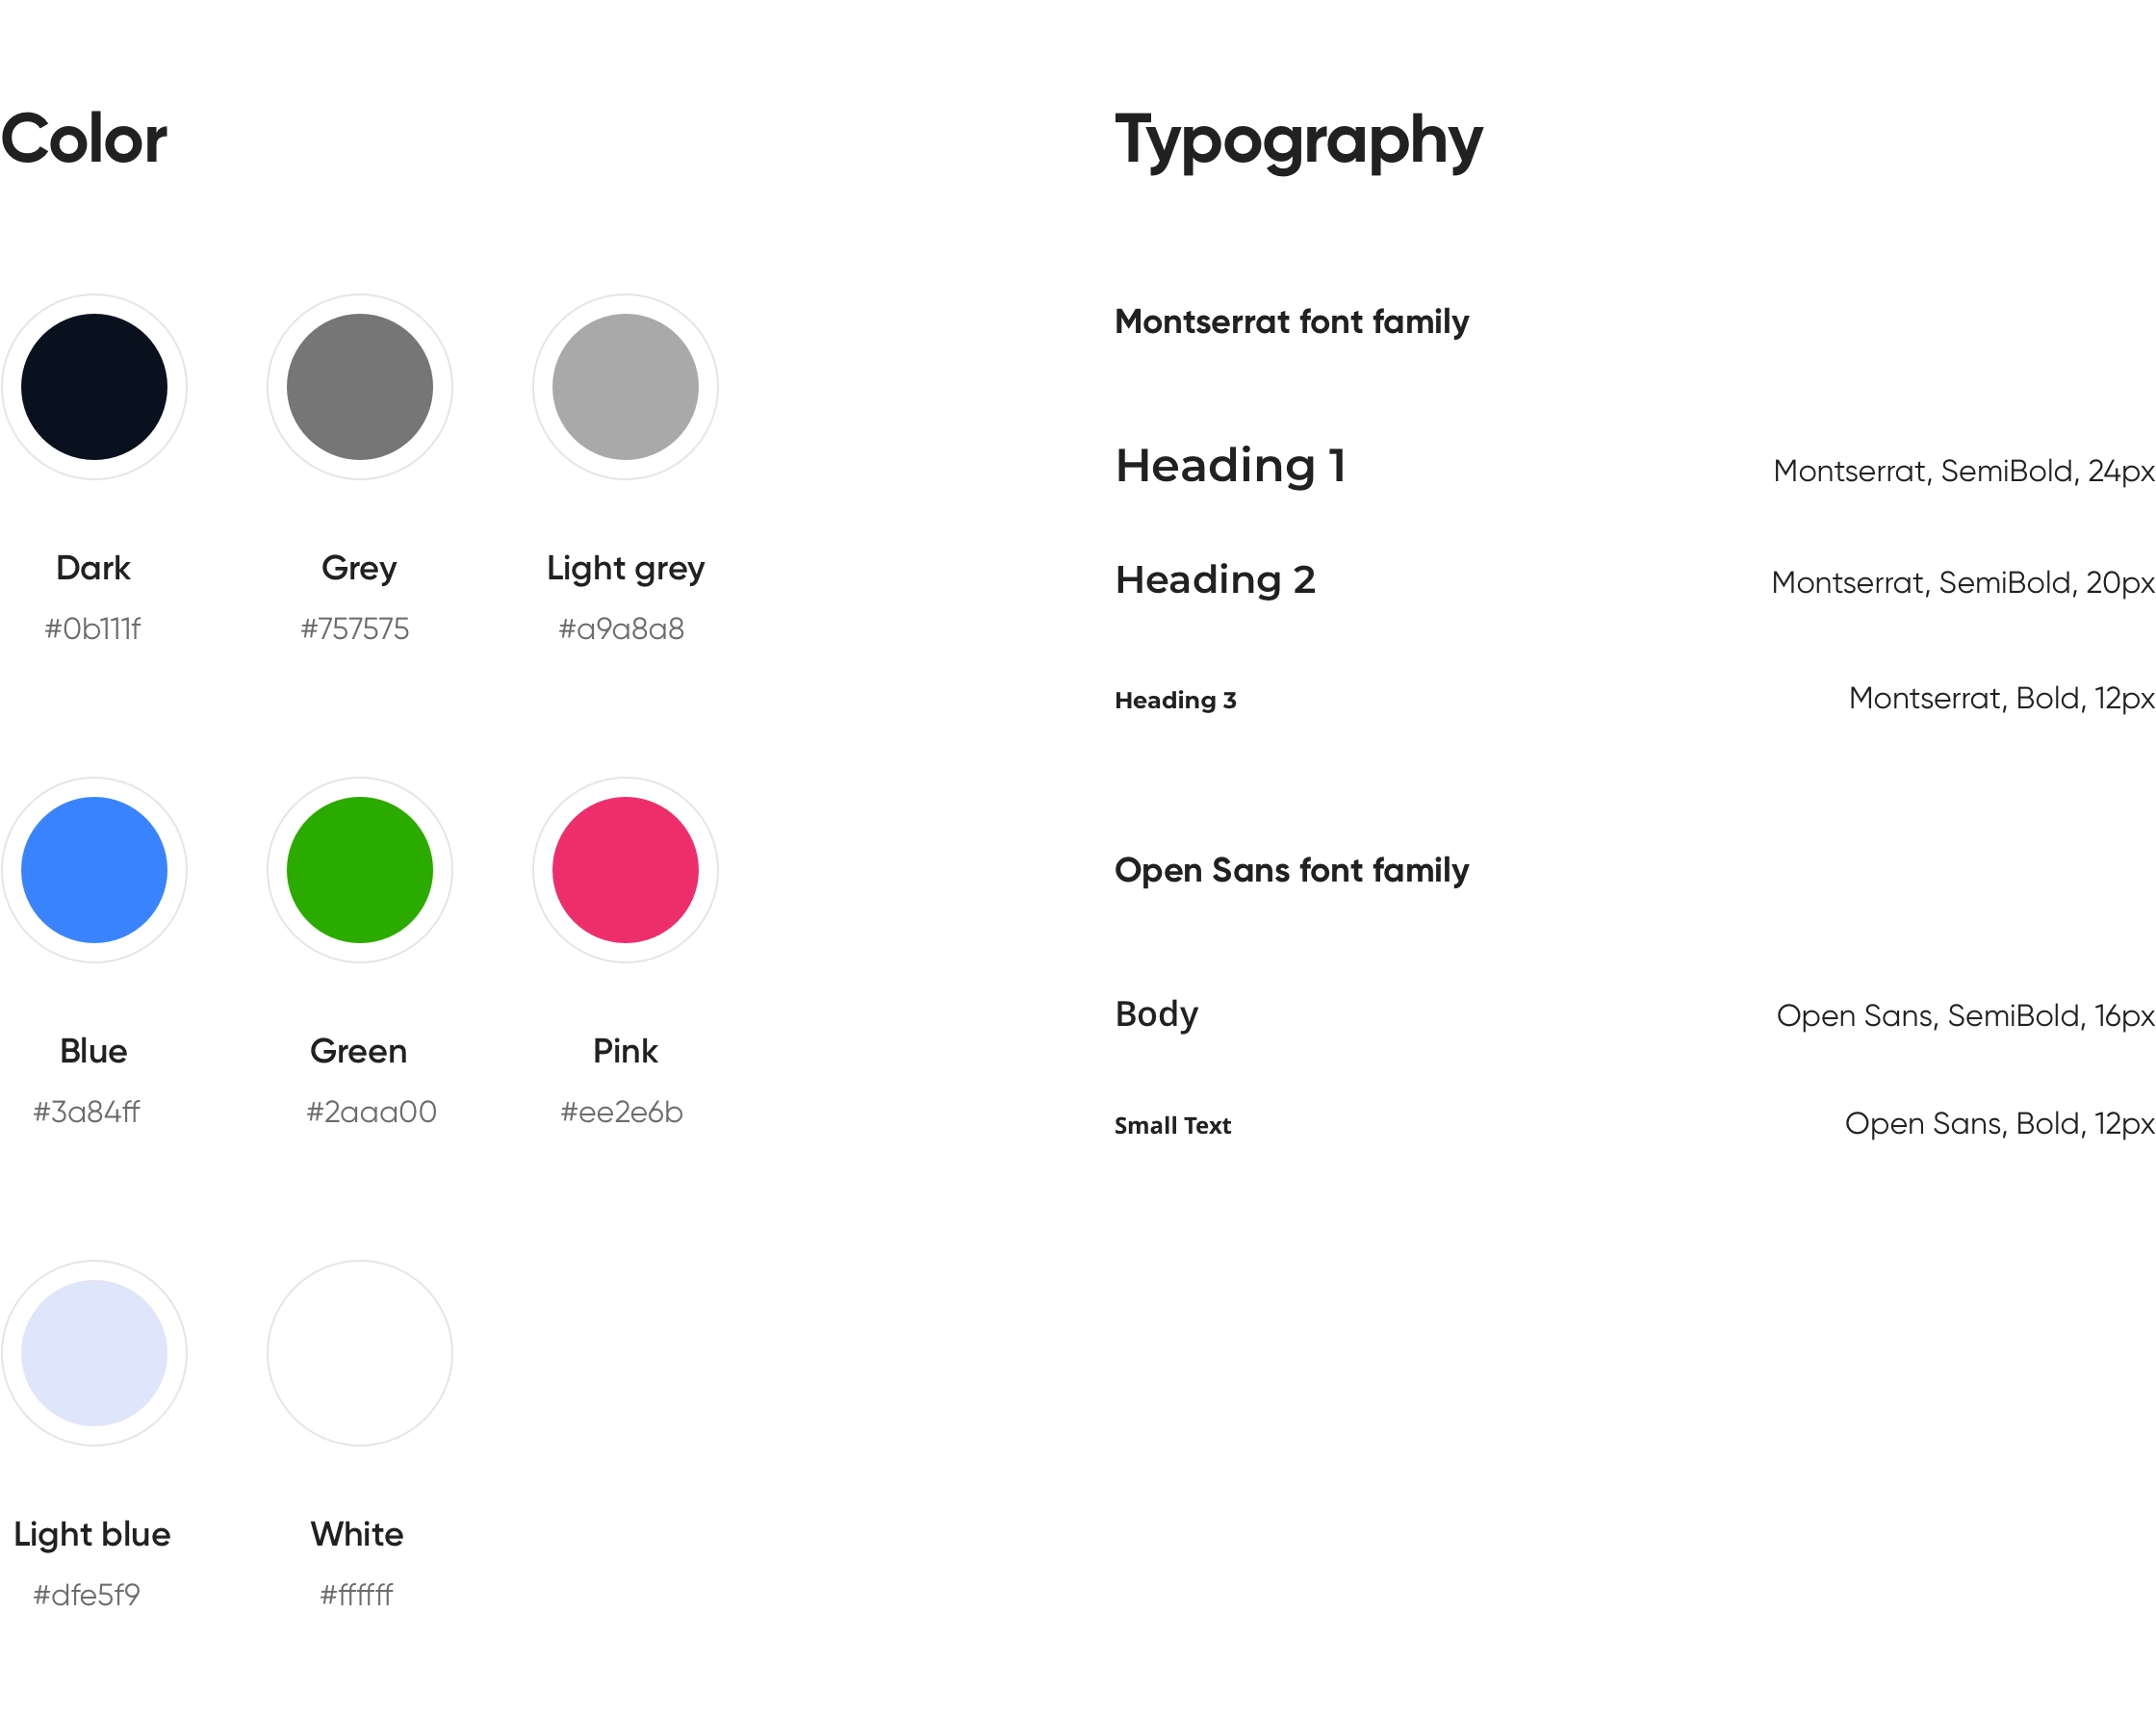 Color
Dark
Grey
Light grey
#0b111f
#757575
#a9a8a8
Blue
Green
Pink
#3a84ff
#2aaa00
#ee2e6b
Light blue
White
#dfe5f9
#ffffff
Typography
Montserrat font family
Heading 1
Montserrat, SemiBold, 24px
Heading 2
Montserrat, SemiBold, 20px
Heading 3
Montserrat, Bold, 12px
Open Sans font family
Body
Open Sans, SemiBold, 16px
Small Text
Open Sans, Bold, 12px